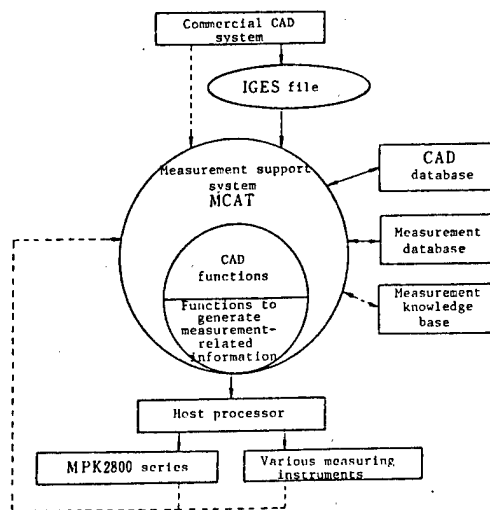 Commercial CAD
system
IGES file
Measurement support
system
MCAT
CAD
database
Measurement
database
Measurement
knowledge
base
CAD
functions
Functions to
generate
measurement-
related
information
Host processor
MPK2800 series
Various measuring
instruments